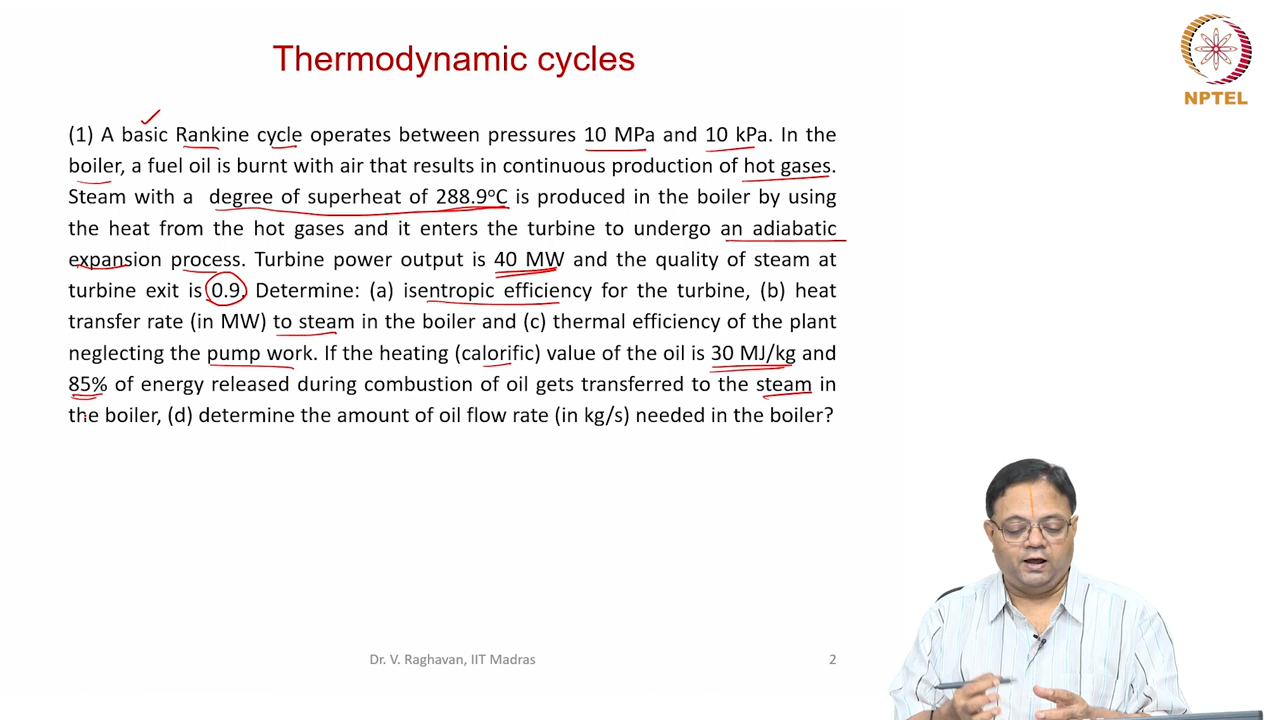 Thermodynamic cycles
NPTEL
(1) A basic Rankine cycle operates between pressures 10 MPa and 10 kPa. In the
boiler, a fuel oil is burnt with air that results in continuous production of hot gases.
Steam with a degree of superheat of 288.9°C is produced in the boiler by using
the heat from the hot gases and it enters the turbine to undergo an adiabatic
expansion process. Turbine power output is 40 MW and the quality of steam at
turbine exit is 0.9. Determine: (a) isentropic efficiency for the turbine, (b) heat
transfer rate (in MW) to steam in the boiler and (c) thermal efficiency of the plant
neglecting the pump work. If the heating (calorific) value of the oil is 30 MJ/kg and
85% of energy released during combustion of oil gets transferred to the steam in
the boiler, (d) determine the amount of oil flow rate (in kg/s) needed in the boiler?
Dr. V. Raghavan, IIT Madras
2